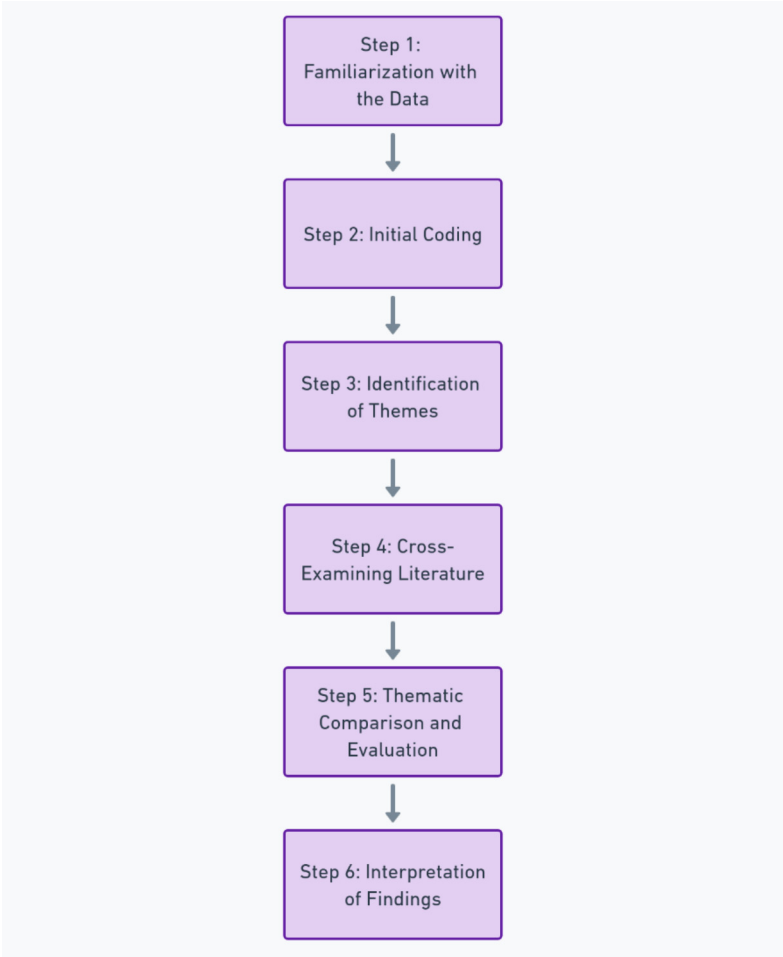 Step 1:
Familiarization with
the Data
Step 2: Initial Coding
Step 3: Identification
of Themes
Step 4: Cross-
Examining Literature
Step 5: Thematic
Comparison and
Evaluation
Step 6: Interpretation
of Findings